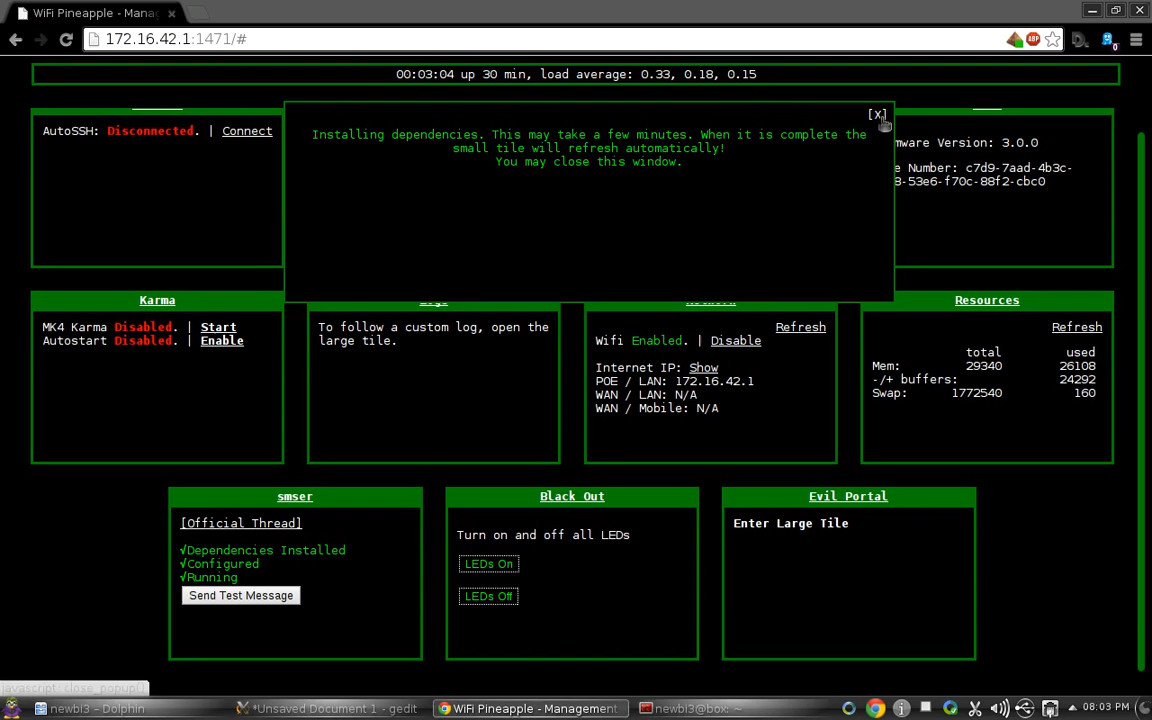 WiFi Pineapple - Manag
172.16.42.1:1471/#
ABP
0
00:03:04 up 30 min, load average: 0.33, 0.18, 0.15
AutoSSH: Disconnected. | Connect
[X]
Installing dependencies. This may take a few minutes. When it is complete the
small tile will refresh automatically!
You may close this window.
mware Version: 3.0.0
e Number: c7d9-7aad-4b3c-
8-53e6-f70c-88f2-cbc0
Karma
MK4 Karma Disabled. | Start
Autostart Disabled. | Enable
To follow a custom log, open the
large tile.
Refresh
Wifi Enabled. | Disable
Internet IP: Show
POE / LAN: 172.16.42.1
WAN / LAN: N/A
WAN / Mobile: N/A
Resources
Refresh
total used
Mem: 29340 26108
-/+ buffers: 24292
Swap: 1772540 160
smser
[Official Thread]
√Dependencies Installed
√Configured
√Running
Send Test Message
Black Out
Turn on and off all LEDs
LEDs On
LEDs Off
Evil Portal
Enter Large Tile
javascript: close_popup()
newbi3 – Dolphin
*Unsaved Document 1 - gedit
WiFi Pineapple - Management
newbi3@box: ~
08:03 PM